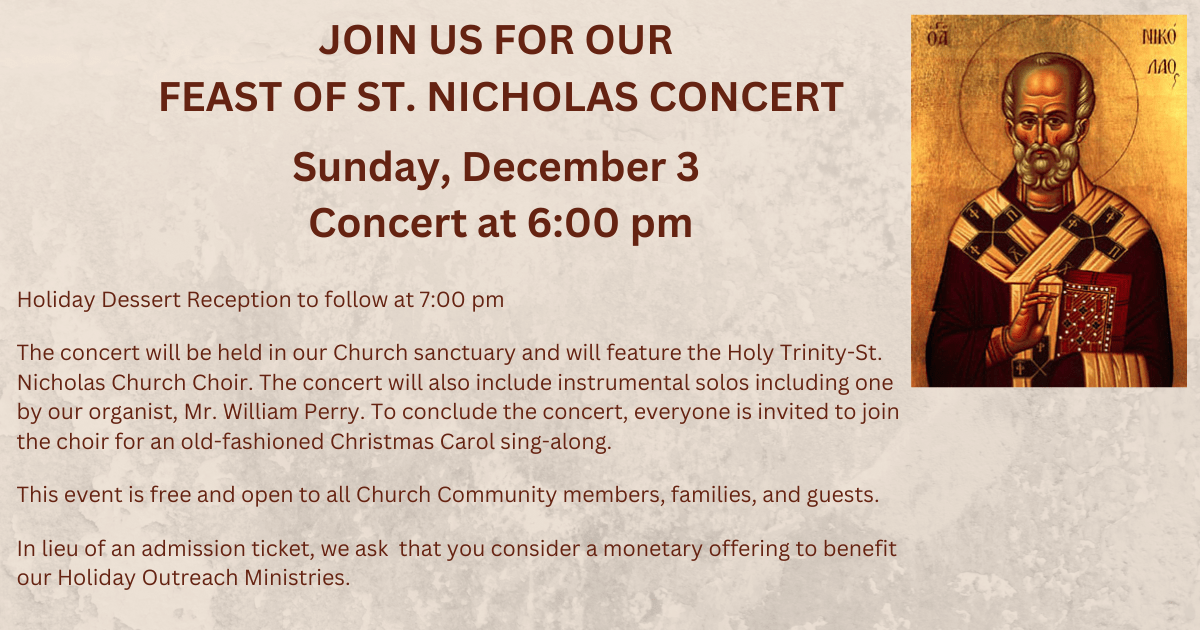 JOIN US FOR OUR
FEAST OF ST. NICHOLAS CONCERT
Sunday, December 3
Concert at 6:00 pm
Holiday Dessert Reception to follow at 7:00 pm
The concert will be held in our Church sanctuary and will feature the Holy Trinity-St.
Nicholas Church Choir. The concert will also include instrumental solos including one
by our organist, Mr. William Perry. To conclude the concert, everyone is invited to join
the choir for an old-fashioned Christmas Carol sing-along.
This event is free and open to all Church Community members, families, and guests.
In lieu of an admission ticket, we ask  that you consider a monetary offering to benefit
our Holiday Outreach Ministries.
ΝΙΚΌ
ΛΑΟς